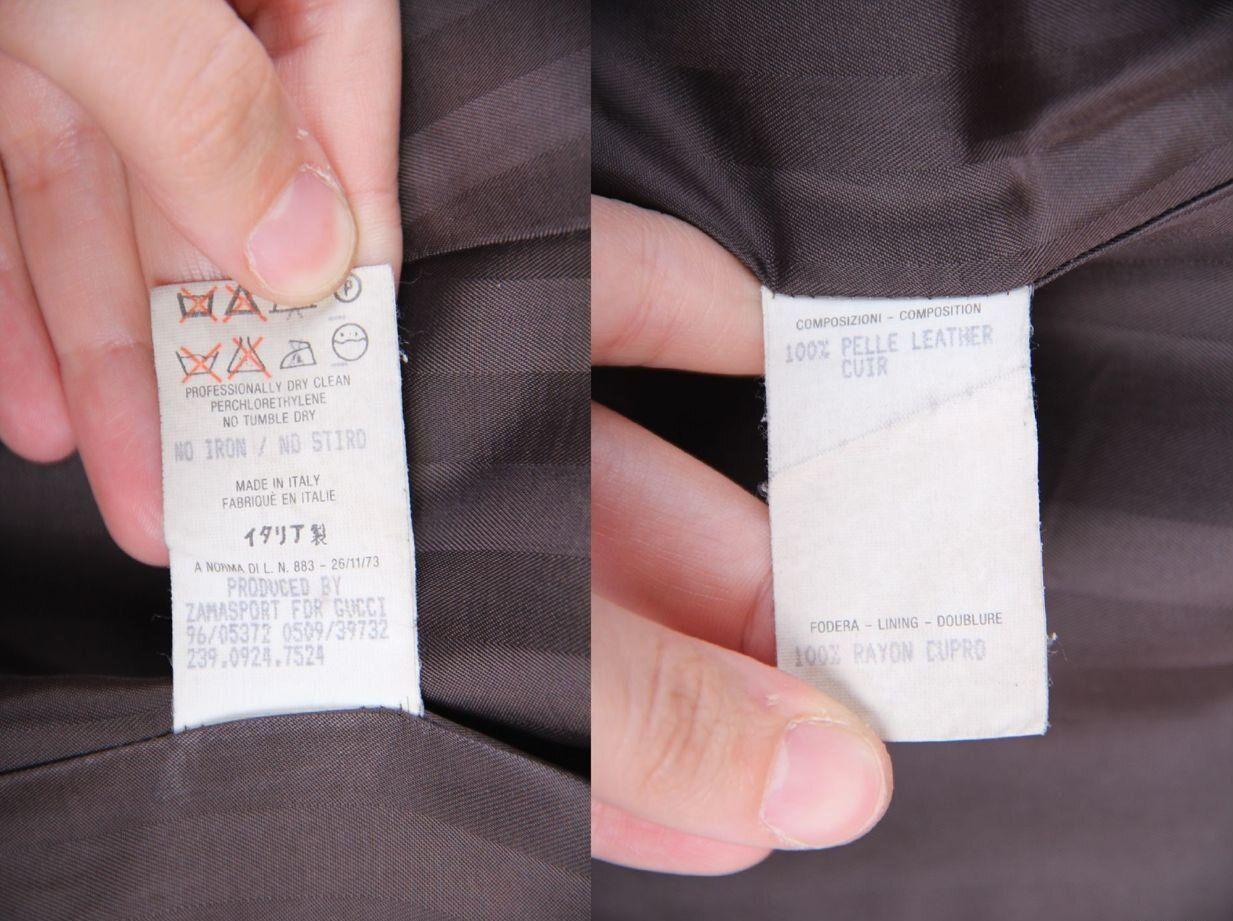 P
PROFESSIONALLY DRY CLEAN
PERCHLORETHYLENE
NO TUMBLE DRY
NO IRON / NO STIRO
MADE IN ITALY
FABRIQUÈ EN ITALIE
イタリア製
A NORMA DI L. N. 883 - 26/11/73
PRODUCED BY
ZAMASPORT FOR GUCCI
96/05372 0509/39732
239.0924.7524
COMPOSIZIONI - COMPOSITION
100% PELLE LEATHER
CUIR
FODERA - LINING - DOUBLURE
100% RAYON CUPRO